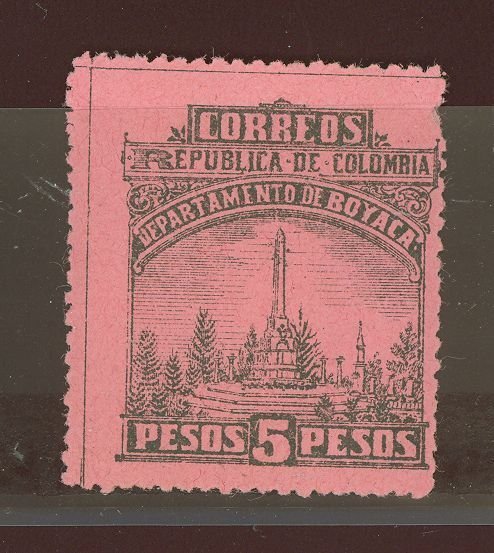 CORREOS
REPUBLICA · DE · COLOMBIA
DEPARTAMENTO DE BOYACA ·
PESOS 5 PESOS